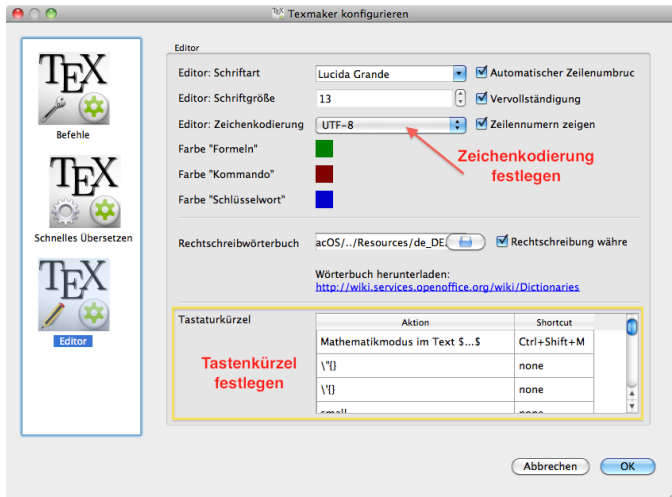 Texmaker konfigurieren
TEX
Befehle
TEX
Schnelles Übersetzen
TEX
Editor
Editor
Editor: Schriftart
Lucida Grande
Automatischer Zeilenumbruc
Editor: Schriftgröße
13
Vervollständigung
Editor: Zeichenkodierung
UTF-8
Zeilennumern zeigen
Farbe "Formeln"
Zeichenkodierung
festlegen
Farbe "Kommando"
Farbe "Schlüsselwort"
Rechtschreibwörterbuch
acOS/../Resources/de_DE.
Rechtschreibung währe
Wörterbuch herunterladen:
http://wiki.services.openoffice.org/wiki/Dictionaries
Tastaturkürzel
Aktion
Shortcut
Mathematikmodus im Text $...$
Ctrl+Shift+M
Tastenkürzel
festlegen
\"{}
none
\'{}
none
small
none
Abbrechen
OK